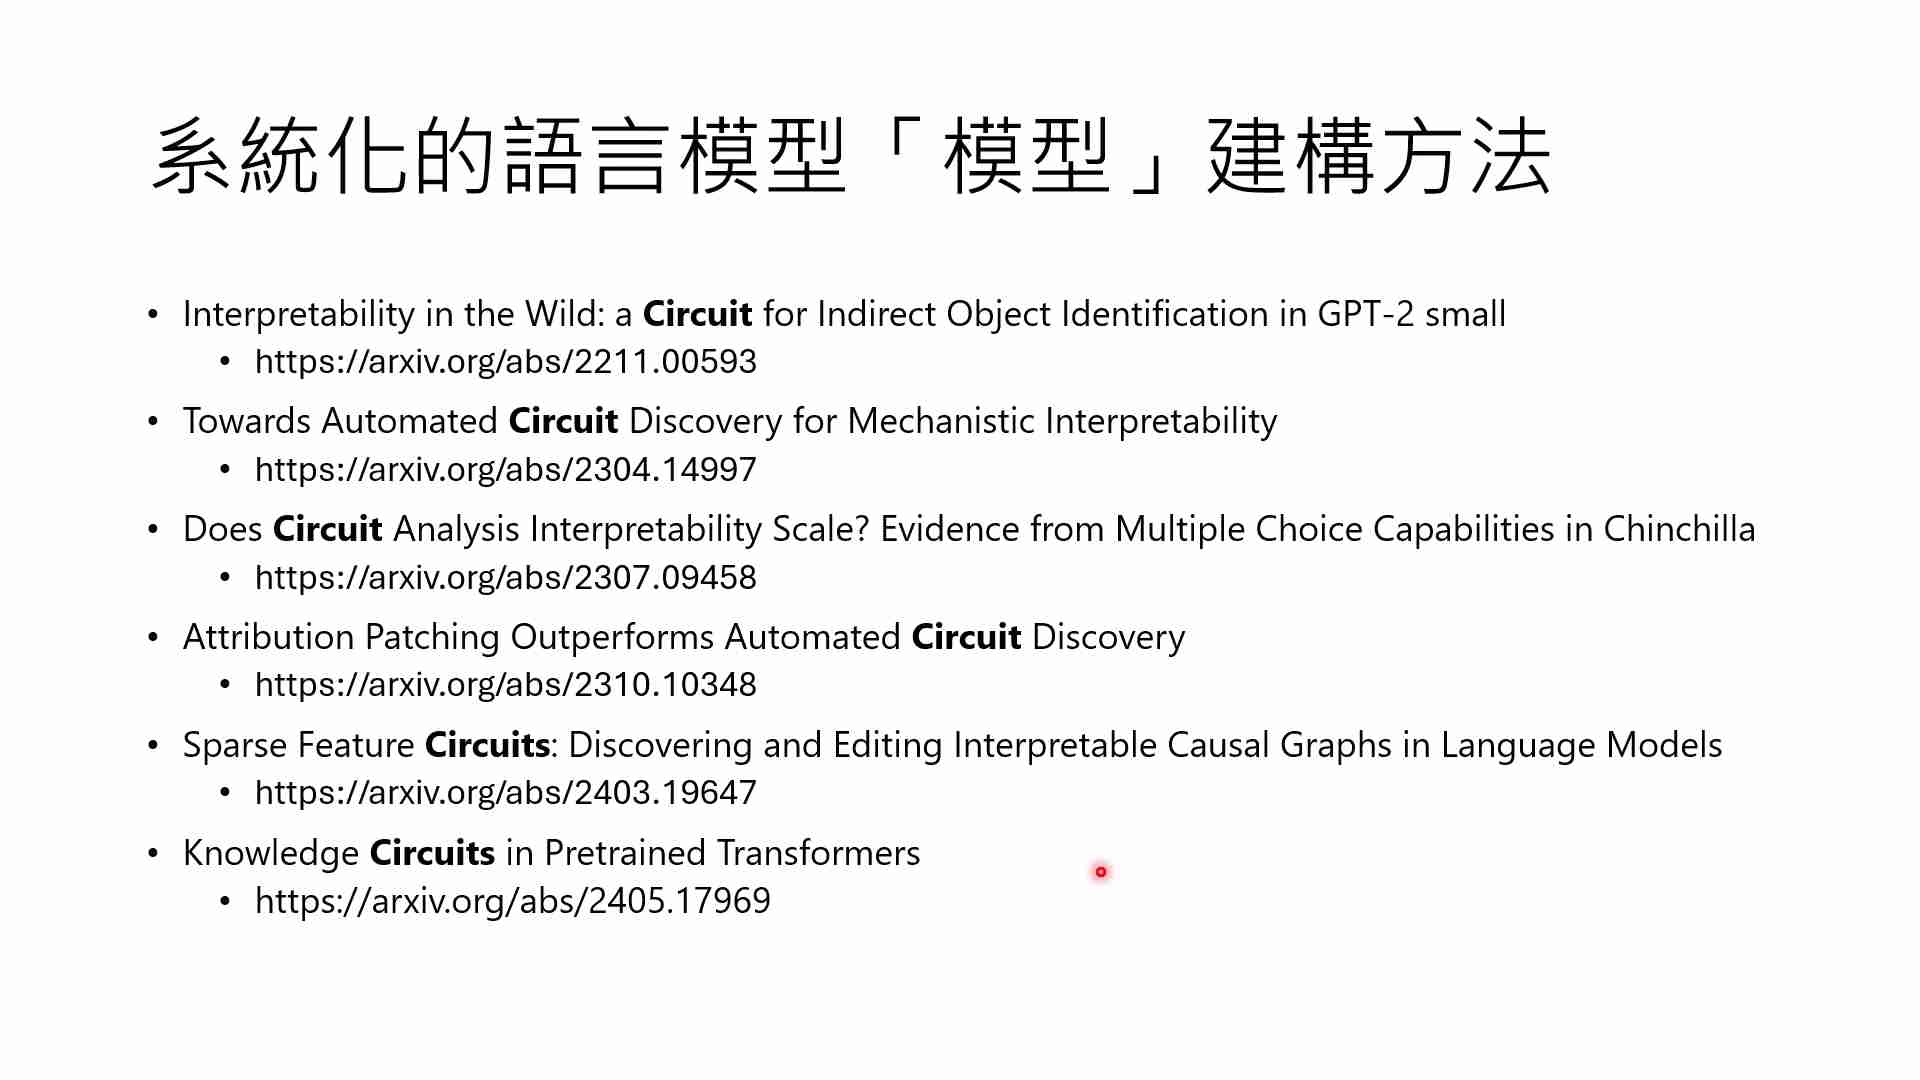 系統化的語言模型「模型」建構方法
• Interpretability in the Wild: a Circuit for Indirect Object Identification in GPT-2 small
• https://arxiv.org/abs/2211.00593
• Towards Automated Circuit Discovery for Mechanistic Interpretability
• https://arxiv.org/abs/2304.14997
• Does Circuit Analysis Interpretability Scale? Evidence from Multiple Choice Capabilities in Chinchilla
• https://arxiv.org/abs/2307.09458
• Attribution Patching Outperforms Automated Circuit Discovery
• https://arxiv.org/abs/2310.10348
• Sparse Feature Circuits: Discovering and Editing Interpretable Causal Graphs in Language Models
• https://arxiv.org/abs/2403.19647
• Knowledge Circuits in Pretrained Transformers
• https://arxiv.org/abs/2405.17969